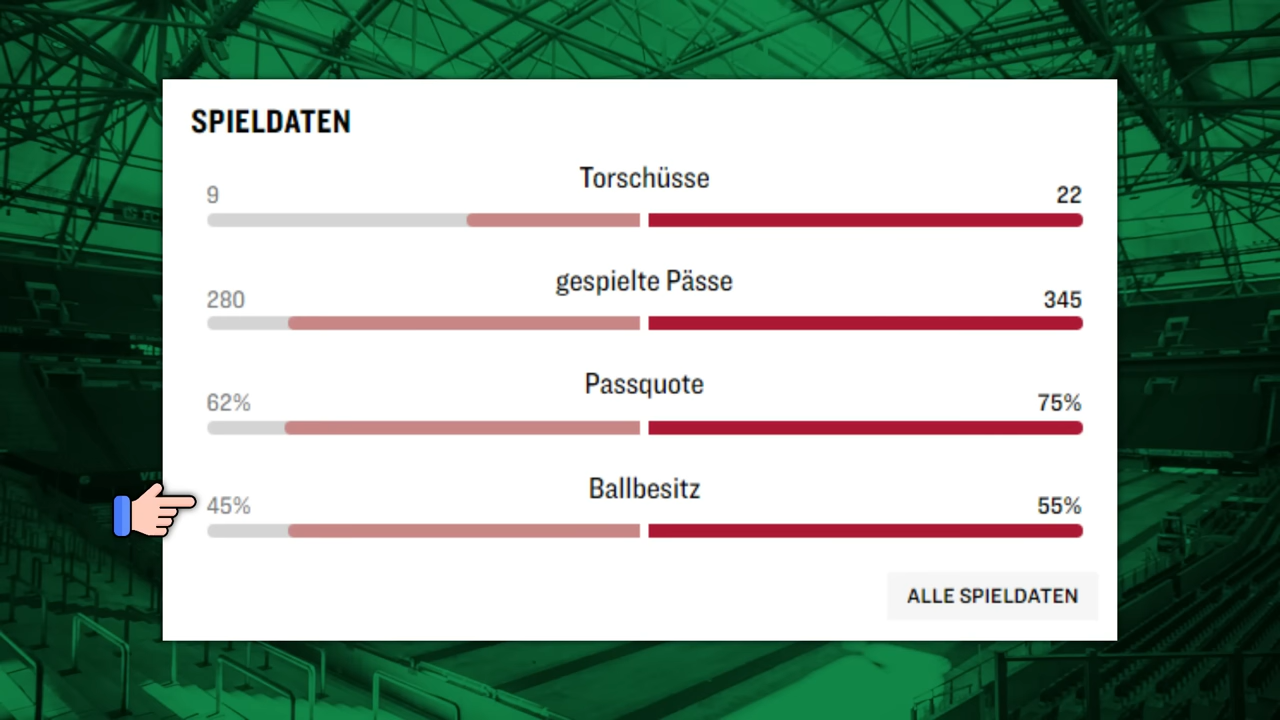 SPIELDATEN
Torschüsse
9 22
gespielte Pässe
280 345
Passquote
62% 75%
Ballbesitz
45% 55%
ALLE SPIELDATEN